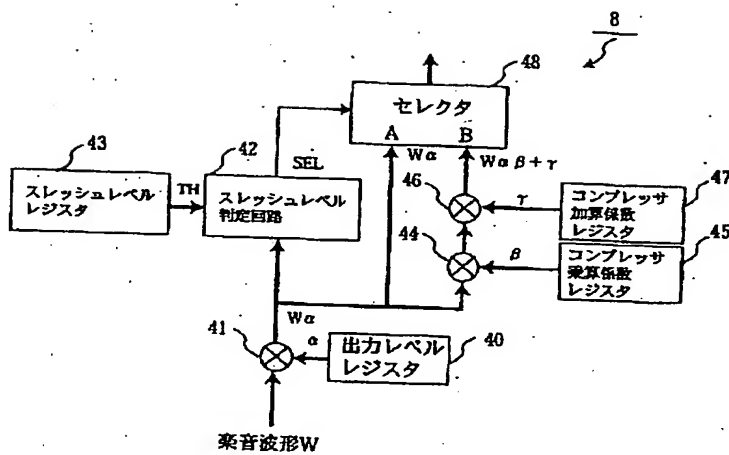 8
48
セレクタ
A B
43
42
SEL
Wα
Wαβ+γ
スレッシュレベル
レジスタ
TH
スレッシュレベル
判定回路
46
γ
コンプレッサ
加算係数
レジスタ
47
44
β
コンプレッサ
乗算係数
レジスタ
45
Wα
41
α
出力レベル
レジスタ
40
楽音波形W